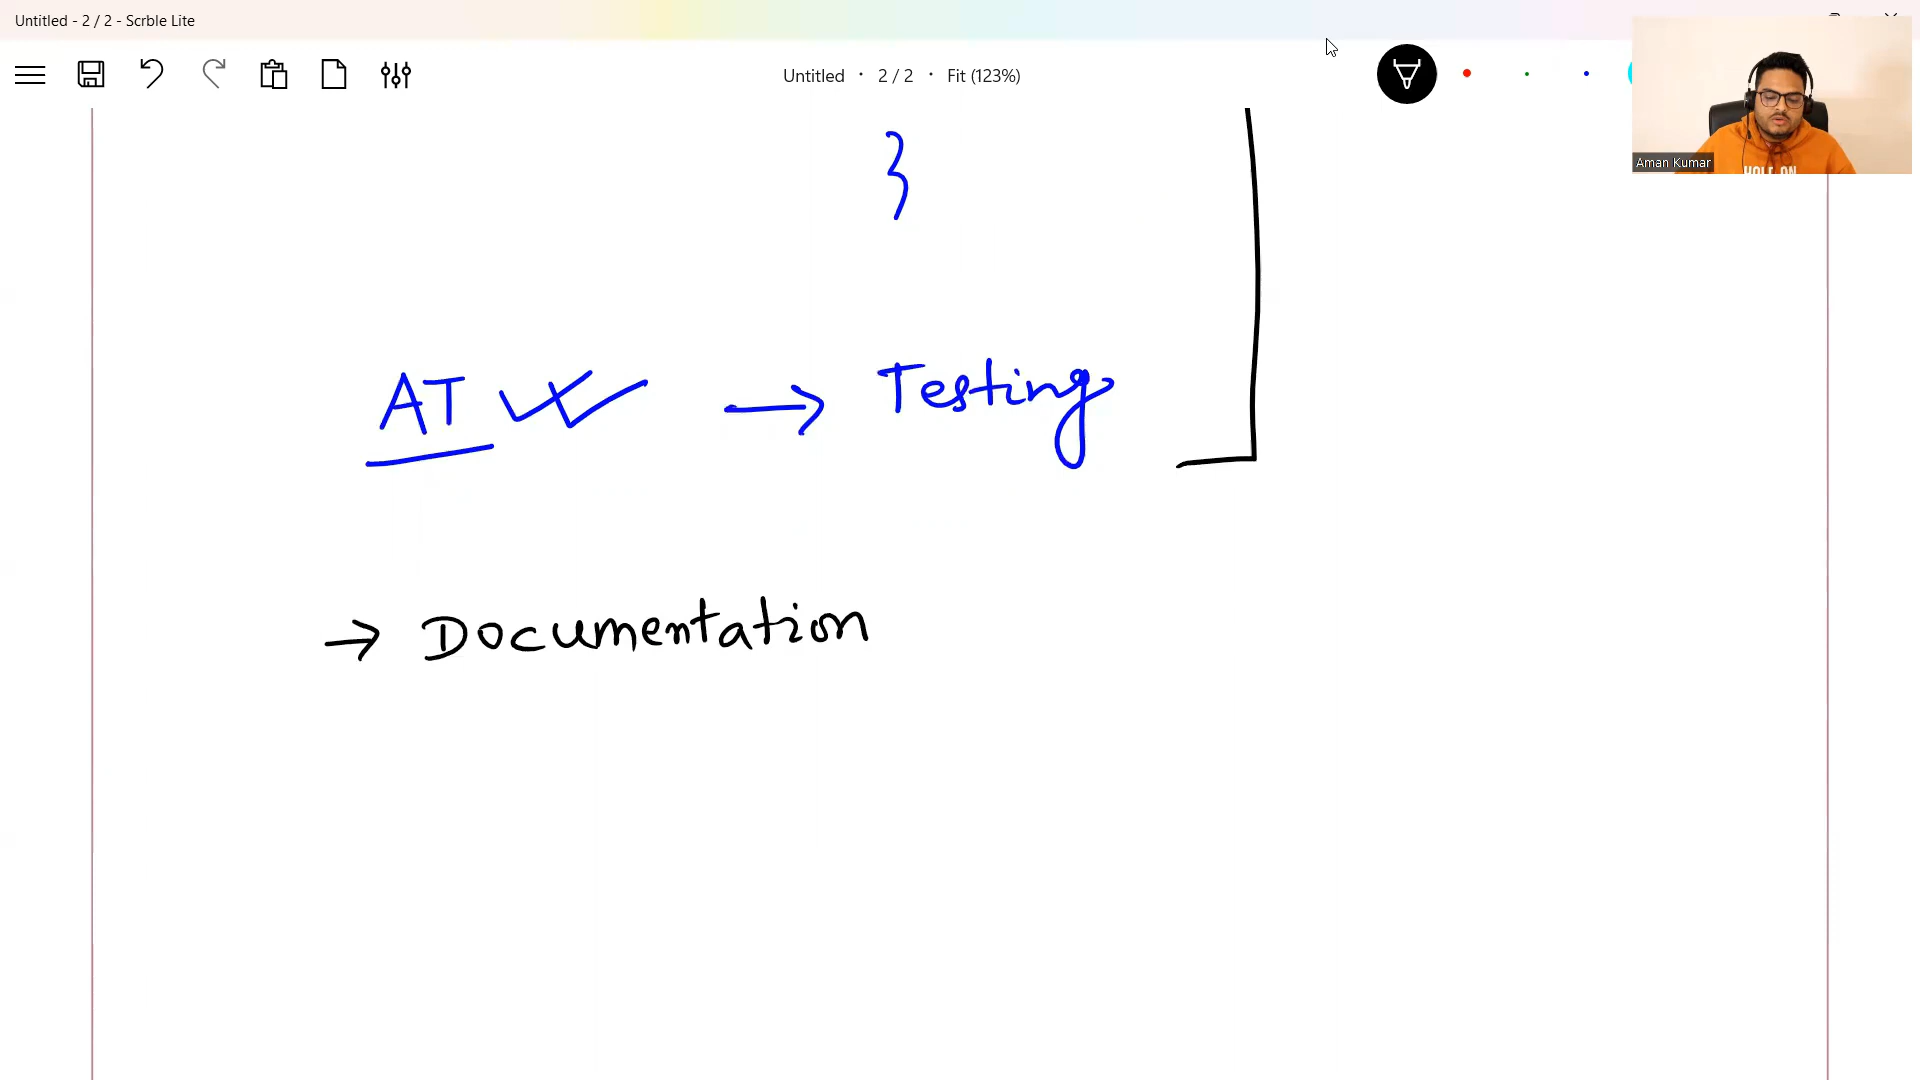 Untitled - 2 / 2 - Scrble Lite
Untitled • 2 / 2 • Fit (123%)
Aman Kumar
}
AT → Testing
→ Documentation